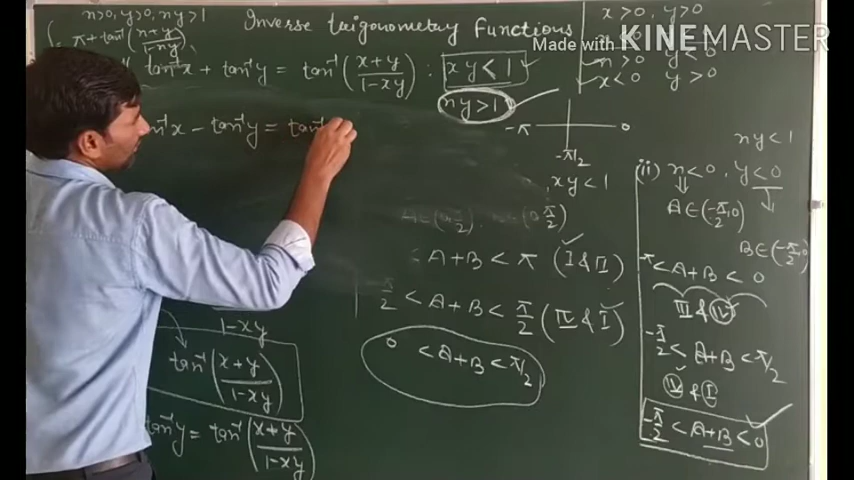 x>0, y>0, xy>1
π + tan⁻¹(x+y/1-xy)
Inverse trigonometry Functions
x>0, y>0
Made with KINEMASTER
tan⁻¹x + tan⁻¹y = tan⁻¹(x+y/1-xy) : xy<1
x>0 y<0
x<0 y>0
xy>1
tan⁻¹x - tan⁻¹y = tan⁻¹
-π 0
-π/2
xy<1
xy<1
(ii) x<0, y<0
A∈(-π/2,0)
B∈(-π/2,0)
A+B<π (I & II)
-π/2 < A+B < π/2 (IV & I)
0 < A+B < π/2
-π < A+B < 0
III & IV
-π/2 < A+B < π/2
IV & I
-π/2 < A+B < 0
1-xy
tan⁻¹(x+y/1-xy)
tan⁻¹y = tan⁻¹(x+y/1-xy)